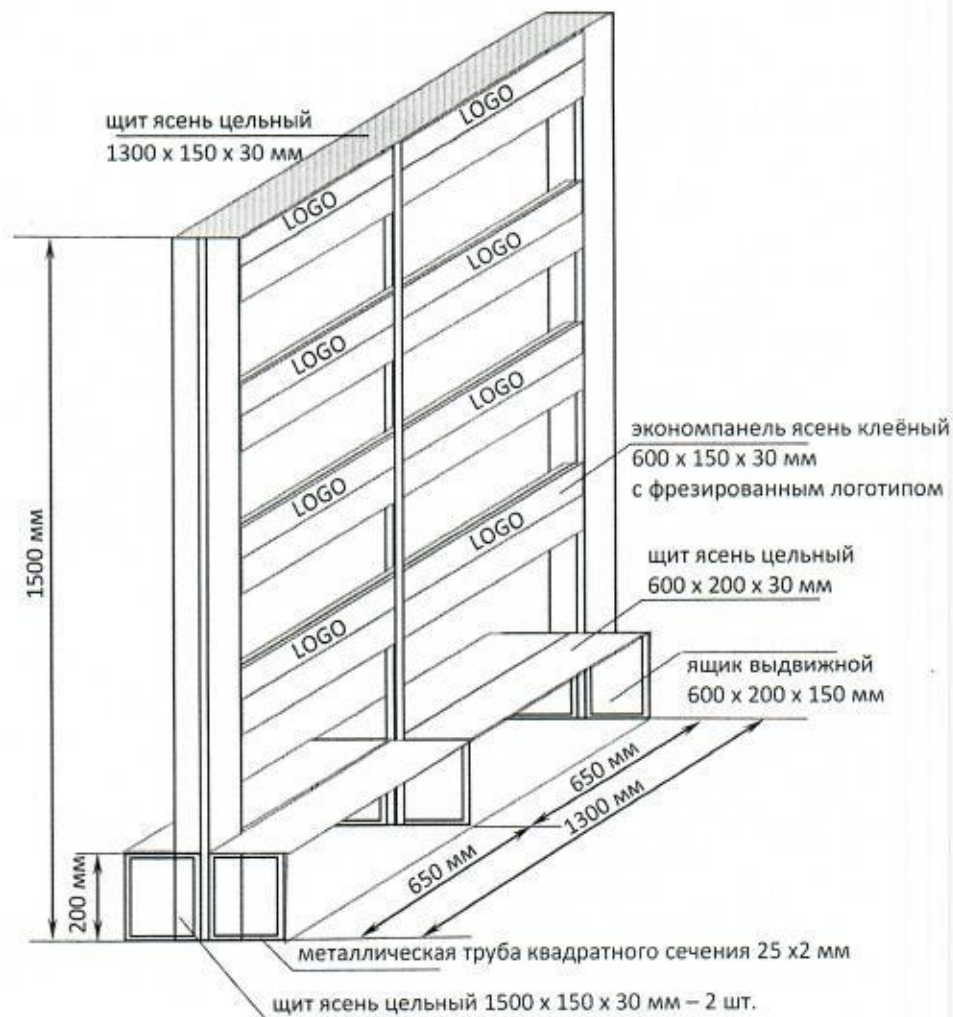 щит ясень цельный
1300 х 150 х 30 мм
LOGO
LOGO
LOGO
LOGO
LOGO
LOGO
LOGO
LOGO
экономпанель ясень клеёный
600 х 150 х 30 мм
с фрезированным логотипом
щит ясень цельный
600 х 200 х 30 мм
ящик выдвижной
600 х 200 х 150 мм
1500 мм
200 мм
650 мм
1300 мм
650 мм
металлическая труба квадратного сечения 25 х2 мм
щит ясень цельный 1500 х 150 х 30 мм – 2 шт.